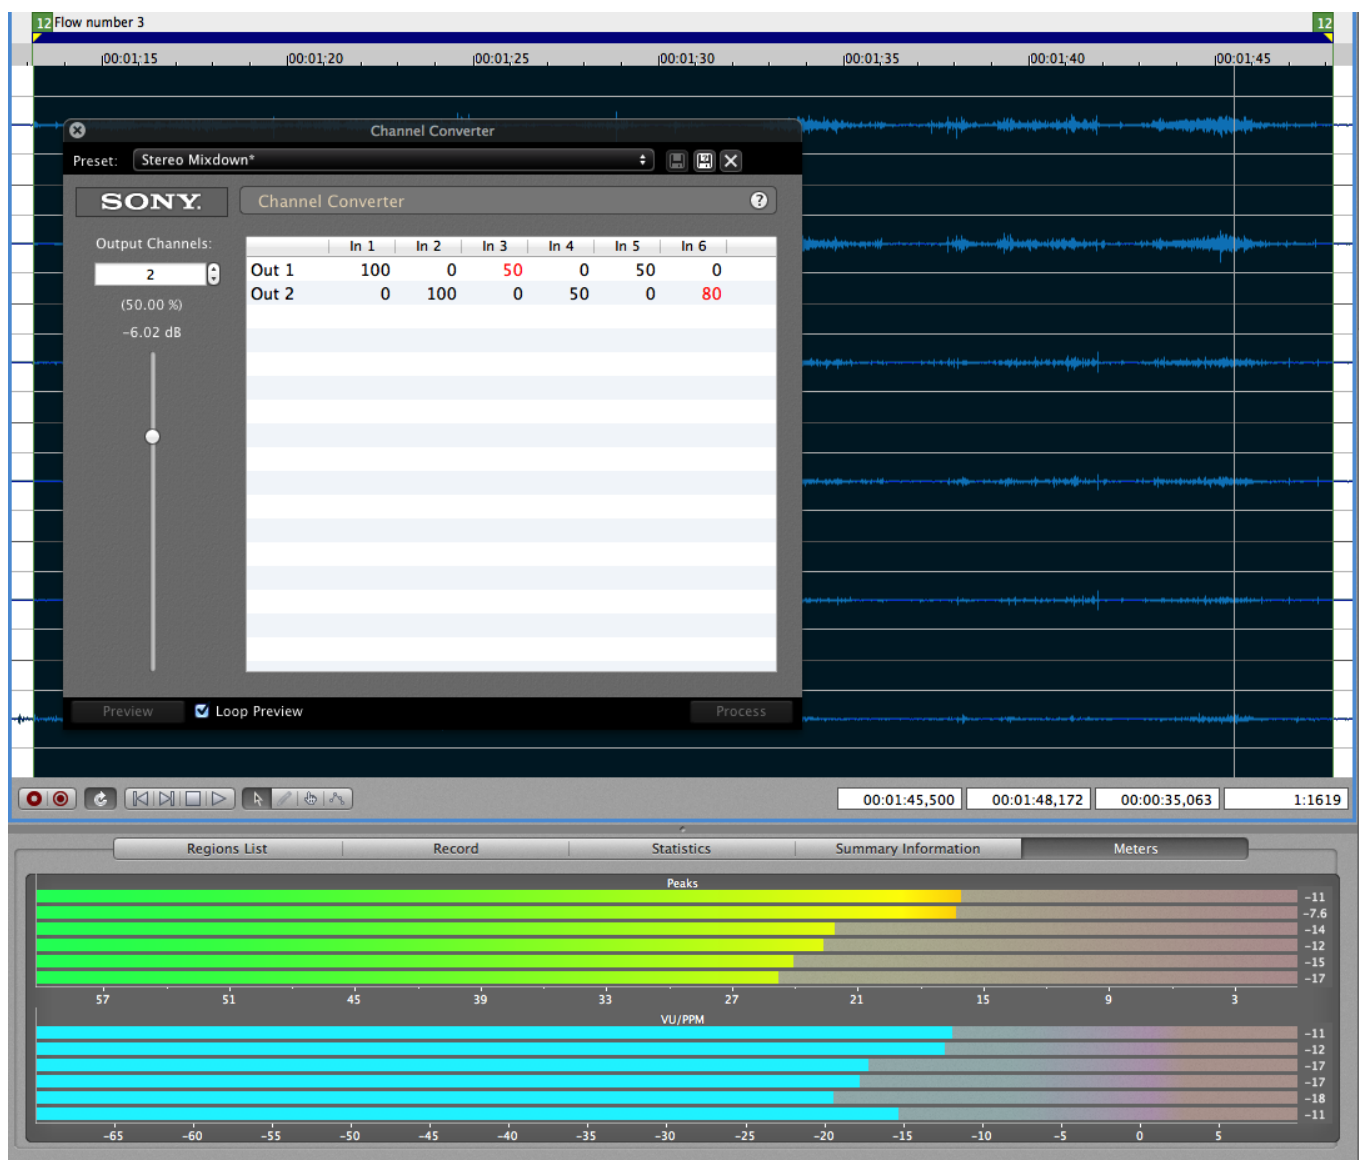 12 Flow number 3 12
00:01;15 00:01;20 00:01;25 00:01;30 00:01;35 00:01;40 00:01;45
Channel Converter
Preset: Stereo Mixdown*
SONY. Channel Converter ?
Output Channels:
2
(50.00 %)
-6.02 dB
In 1 In 2 In 3 In 4 In 5 In 6
Out 1 100 0 50 0 50 0
Out 2 0 100 0 50 0 80
Preview Loop Preview Process
00:01:45,500 00:01:48,172 00:00:35,063 1:1619
Regions List Record Statistics Summary Information Meters
Peaks
-11
-7.6
-14
-12
-15
-17
57 51 45 39 33 27 21 15 9 3
VU/PPM
-11
-12
-17
-17
-18
-11
-65 -60 -55 -50 -45 -40 -35 -30 -25 -20 -15 -10 -5 0 5